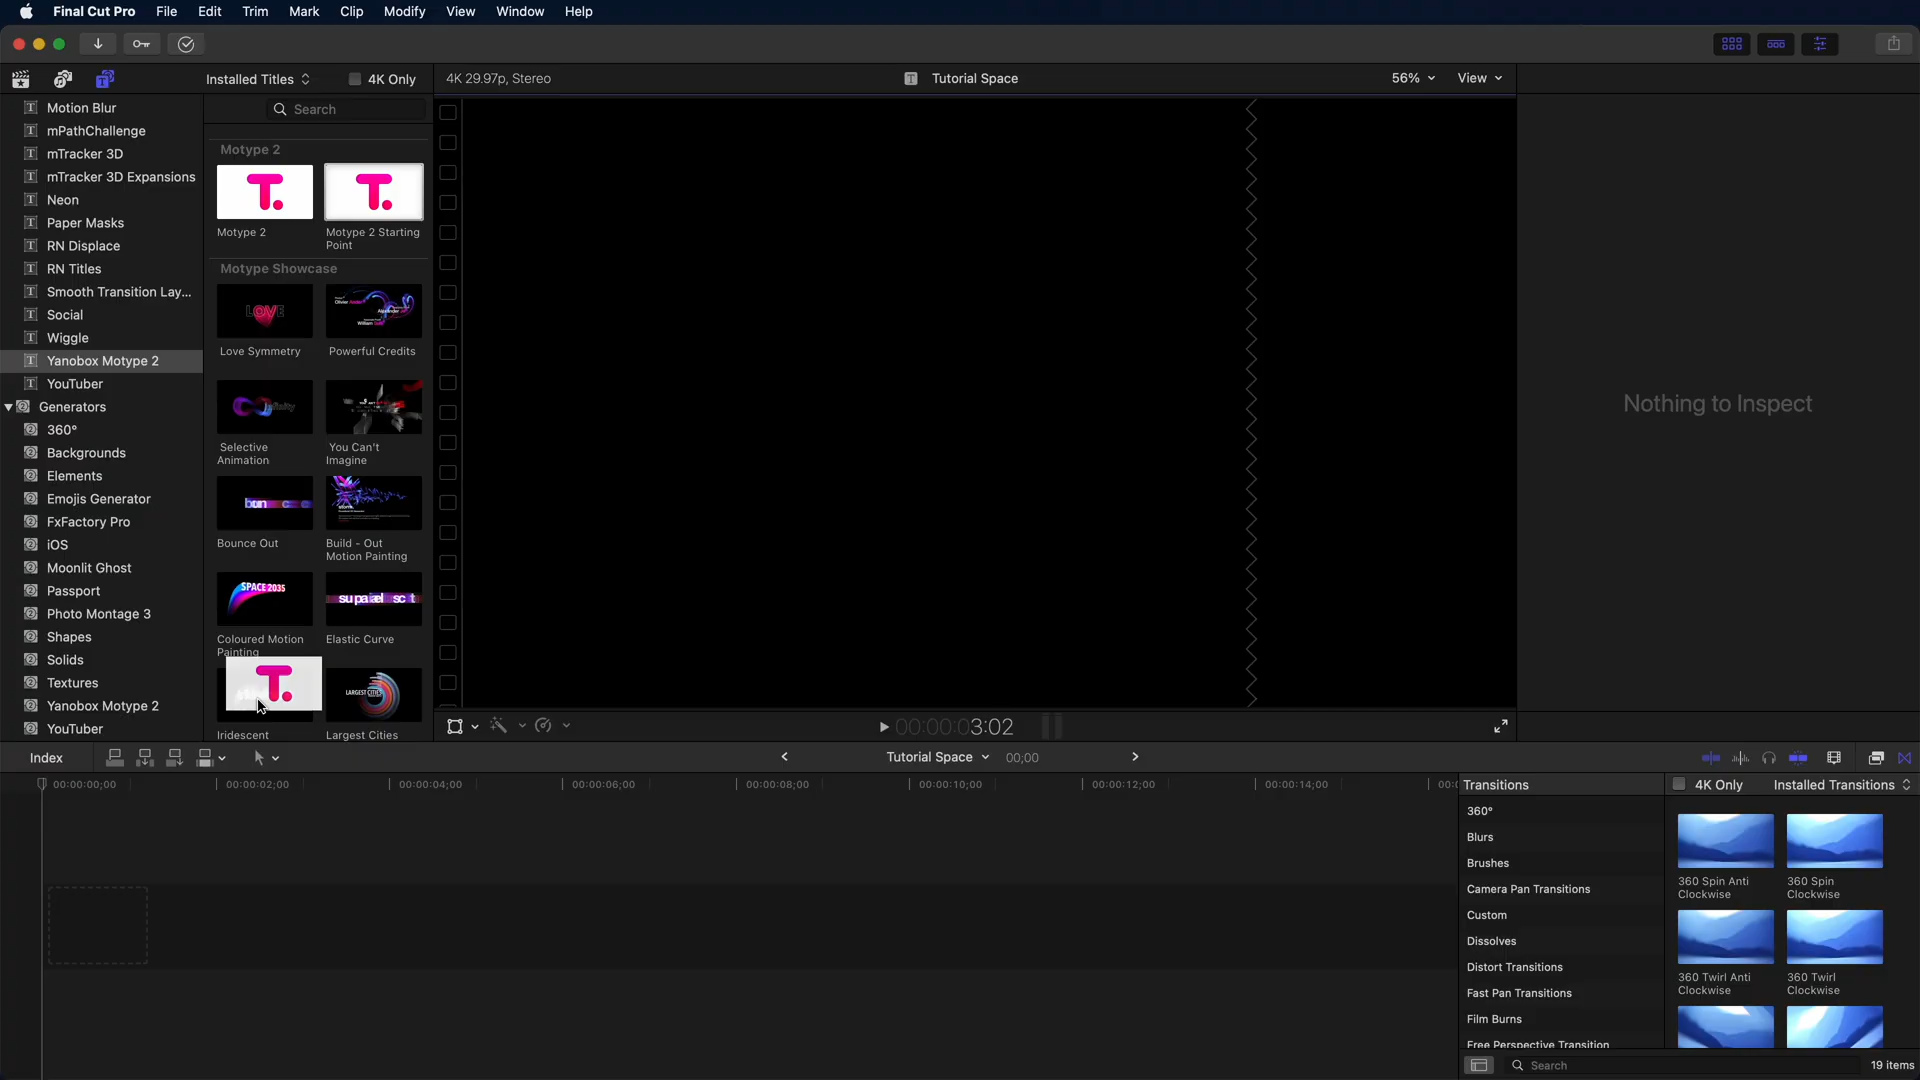 Final Cut Pro File Edit Trim Mark Clip Modify View Window Help
Installed Titles 4K Only 4K 29.97p, Stereo Tutorial Space 56% View
Search
Motion Blur
mPathChallenge
mTracker 3D
mTracker 3D Expansions
Neon
Paper Masks
RN Displace
RN Titles
Smooth Transition Lay...
Social
Wiggle
Yanobox Motype 2
YouTuber
Generators
360°
Backgrounds
Elements
Emojis Generator
FxFactory Pro
iOS
Moonlit Ghost
Passport
Photo Montage 3
Shapes
Solids
Textures
Yanobox Motype 2
YouTuber
Motype 2
T. T.
Motype 2 Motype 2 Starting
Point
Motype Showcase
LOVE
Love Symmetry Powerful Credits
Selective You Can't
Animation Imagine
Bounce Out Build - Out
Motion Painting
SPACE 2035
Coloured Motion Elastic Curve
Painting
T. LARGEST CITIES
Iridescent Largest Cities
Nothing to Inspect
00:00:03:02
Index Tutorial Space 00;00
00:00:00;00 00:00:02;00 00:00:04;00 00:00:06;00 00:00:08;00 00:00:10;00 00:00:12;00 00:00:14;00
Transitions 4K Only Installed Transitions
360°
Blurs
Brushes
Camera Pan Transitions
Custom
Dissolves
Distort Transitions
Fast Pan Transitions
Film Burns
Free Perspective Transition
360 Spin Anti 360 Spin
Clockwise Clockwise
360 Twirl Anti 360 Twirl
Clockwise Clockwise
Search 19 items